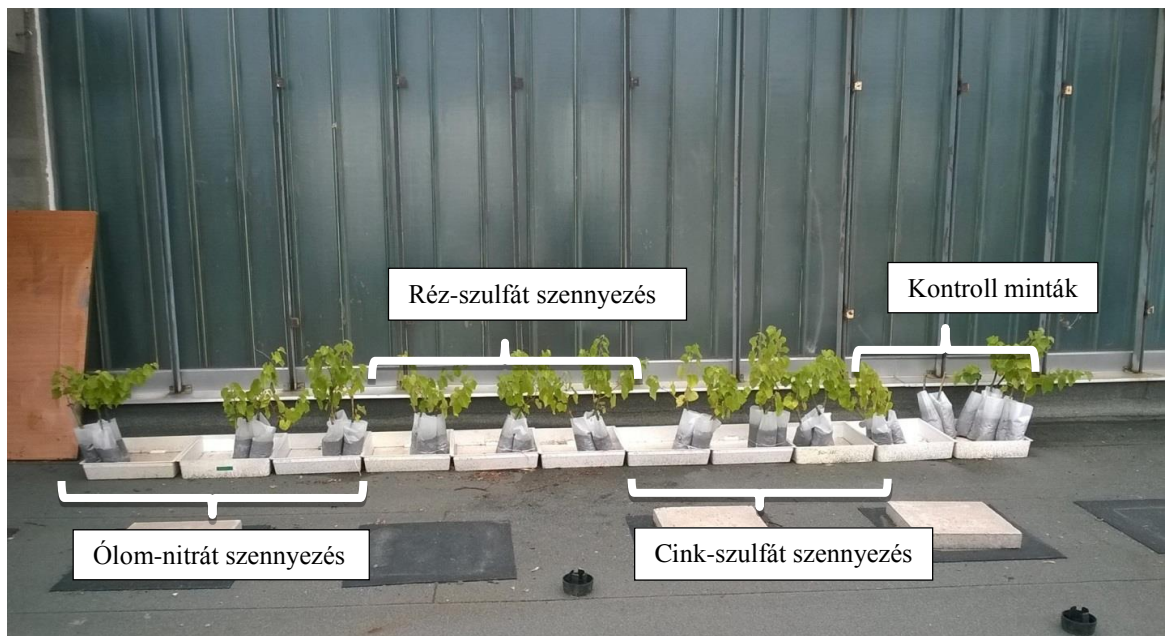 Réz-szulfát szennyezés
Kontroll minták
Ólom-nitrát szennyezés
Cink-szulfát szennyezés